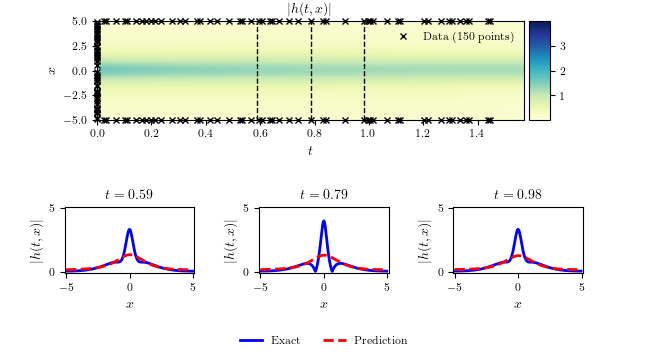 |h(t, x)|
5.0
2.5
0.0
−2.5
−5.0
x
Data (150 points)
3
2
1
0.0 0.2 0.4 0.6 0.8 1.0 1.2 1.4
t
t = 0.59 t = 0.79 t = 0.98
5 5 5
|h(t, x)| |h(t, x)| |h(t, x)|
0 0 0
−5 0 5 −5 0 5 −5 0 5
x x x
Exact Prediction